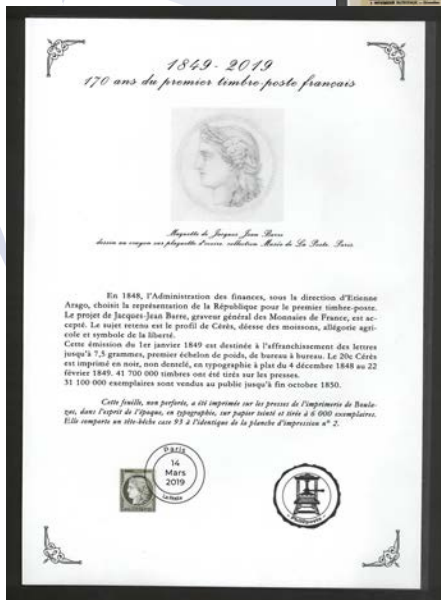 1849 - 2019
170 ans du premier timbre-poste français
Maquette de Jacques Jean Barre
dessin au crayon sur plaquette d'ivoire. collection Musée de La Poste. Paris
En 1848, l'Administration des finances, sous la direction d'Etienne
Arago, choisit la représentation de la République pour le premier timbre-poste.
Le projet de Jacques-Jean Barre, graveur général des Monnaies de France, est ac-
cepté. Le sujet retenu est le profil de Cérès, déesse des moissons, allégorie agri-
cole et symbole de la liberté.
Cette émission du 1er janvier 1849 est destinée à l'affranchissement des lettres
jusqu'à 7,5 grammes, premier échelon de poids, de bureau à bureau. Le 20c Cérès
est imprimé en noir, non dentelé, en typographie à plat du 4 décembre 1848 au 22
février 1849. 41 700 000 timbres ont été tirés sur les presses.
31 100 000 exemplaires sont vendus au public jusqu'à fin octobre 1850.
Cette feuille, non perforée, a été imprimée sur les presses de l'imprimerie de Boula-
zac, dans l'esprit de l'époque, en typographie, sur papier teinté et tirée à 6 000 exemplaires.
Elle comporte un tête-bêche case 93 à l'identique de la planche d'impression n° 2.
Paris
14
Mars
2019
La Poste
Philaposte